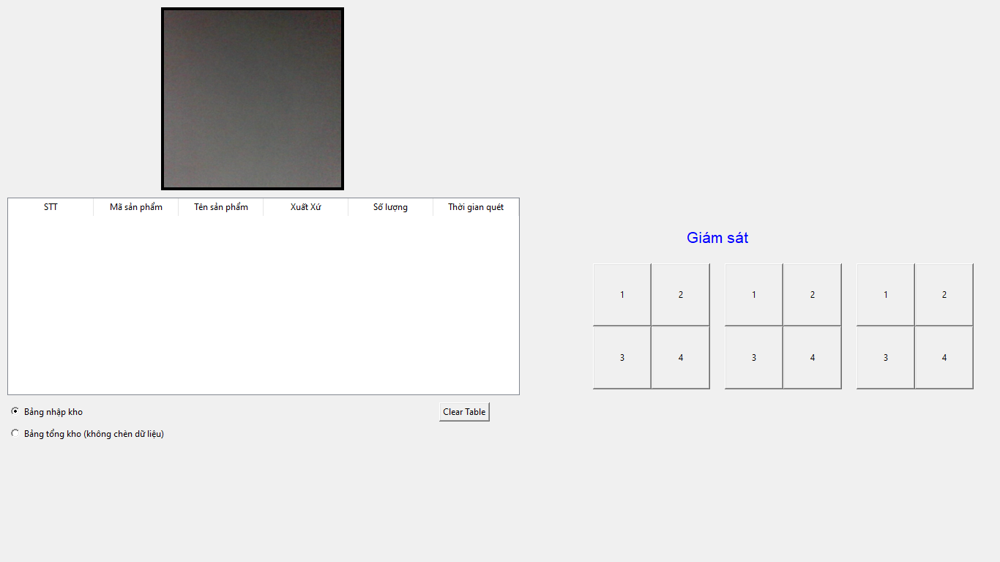 STT Mã sản phẩm Tên sản phẩm Xuất Xứ Số lượng Thời gian quét
Giám sát
1 2 1 2 1 2
3 4 3 4 3 4
Bảng nhập kho Clear Table
Bảng tổng kho (không chèn dữ liệu)